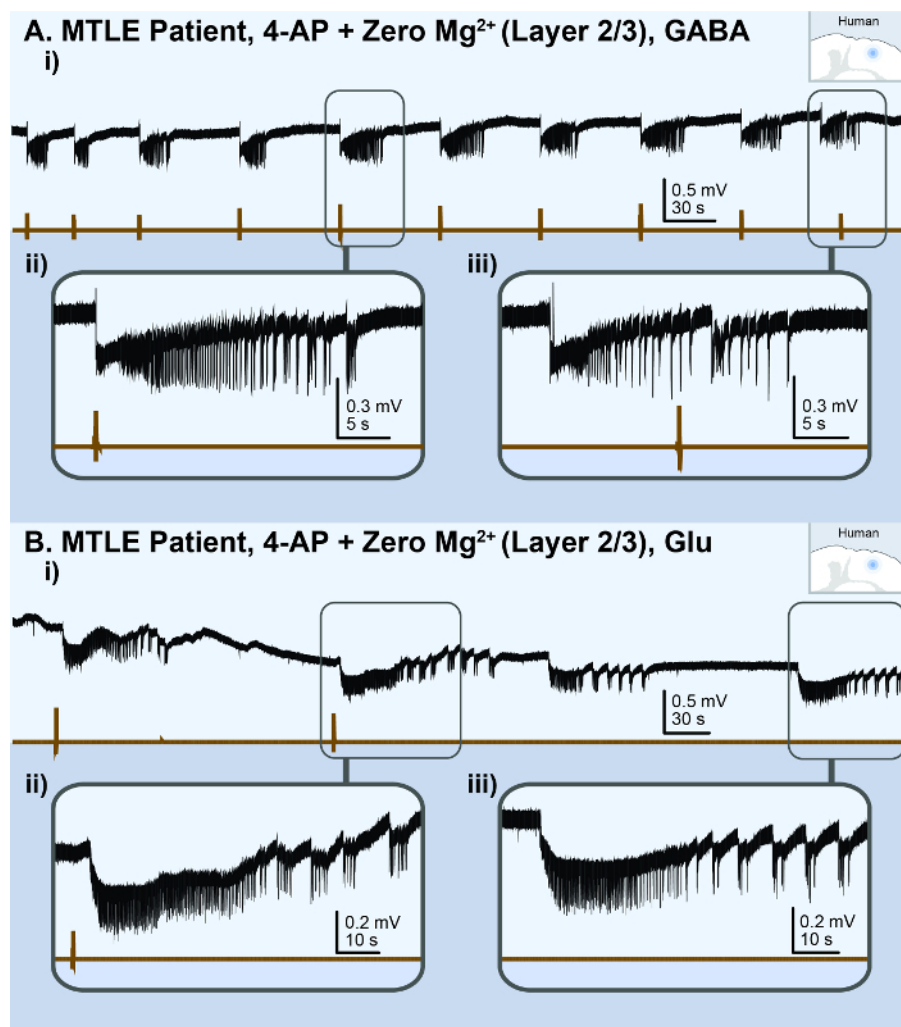 A. MTLE Patient, 4-AP + Zero Mg²⁺ (Layer 2/3), GABA
Human
i)
0.5 mV
30 s
ii)
iii)
0.3 mV
5 s
0.3 mV
5 s
B. MTLE Patient, 4-AP + Zero Mg²⁺ (Layer 2/3), Glu
Human
i)
0.5 mV
30 s
ii)
iii)
0.2 mV
10 s
0.2 mV
10 s